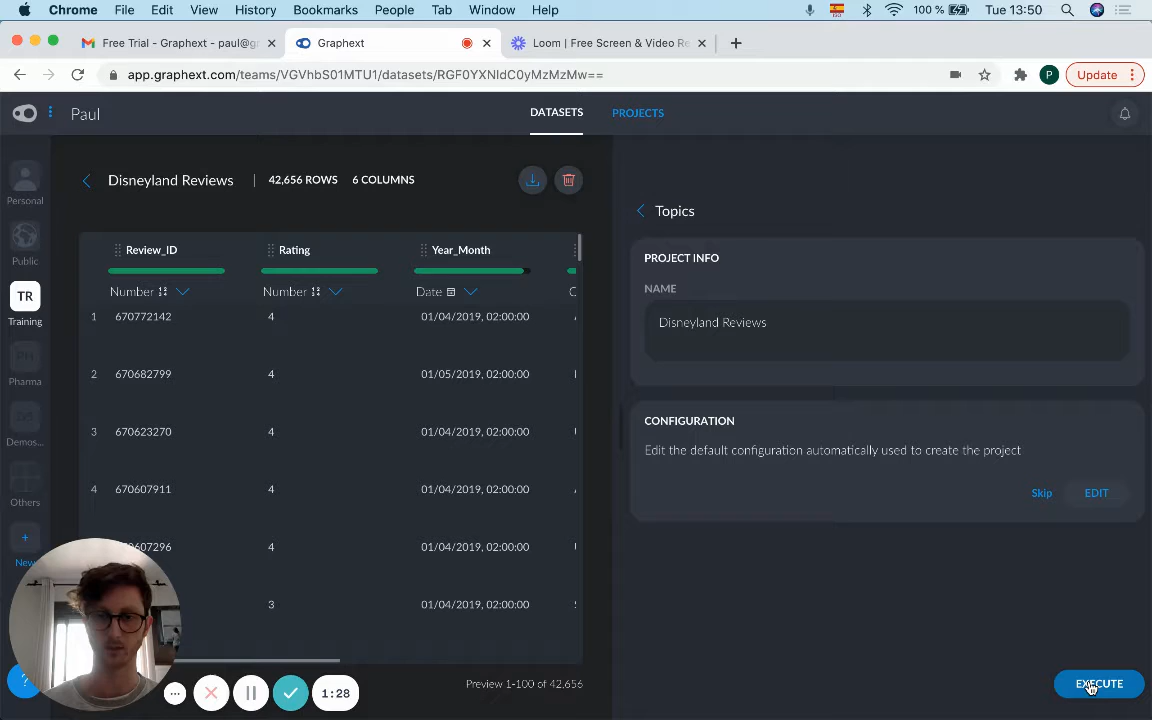 Chrome File Edit View History Bookmarks People Tab Window Help ISO 100 % Tue 13:50
Free Trial - Graphext - paul@gr Graphext Loom | Free Screen & Video Re
app.graphext.com/teams/VGVhbS01MTU1/datasets/RGF0YXNldC0yMzMzMw== P Update
Paul DATASETS PROJECTS
Personal
Public
TR
Training
PH
Pharma
Demos...
Others
+
New
Disneyland Reviews | 42,656 ROWS 6 COLUMNS
Review_ID Rating Year_Month
Number Number Date
1 670772142 4 01/04/2019, 02:00:00
2 670682799 4 01/05/2019, 02:00:00
3 670623270 4 01/04/2019, 02:00:00
4 670607911 4 01/04/2019, 02:00:00
607296 4 01/04/2019, 02:00:00
3 01/04/2019, 02:00:00
Preview 1-100 of 42,656
?
1:28
Topics
PROJECT INFO
NAME
Disneyland Reviews
CONFIGURATION
Edit the default configuration automatically used to create the project
Skip EDIT
EXECUTE